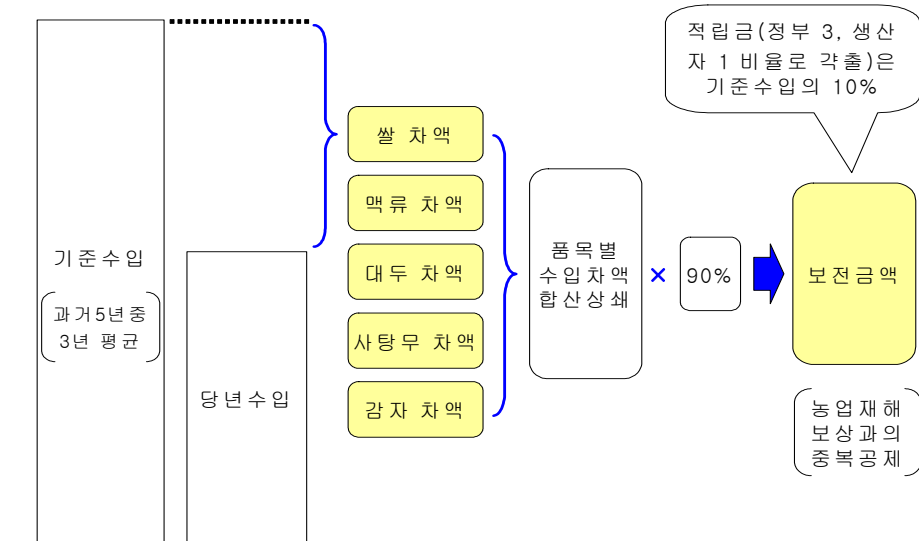 적립금(정부 3, 생산
자 1 비율로 갹출)은
기준수입의 10%
쌀 차액
맥류 차액
대두 차액
사탕무 차액
감자 차액
기준수입
과거5년중
3년 평균
당년수입
품목별
수입차액
합산상쇄
×
90%
보전금액
농업재해
보상과의
중복공제